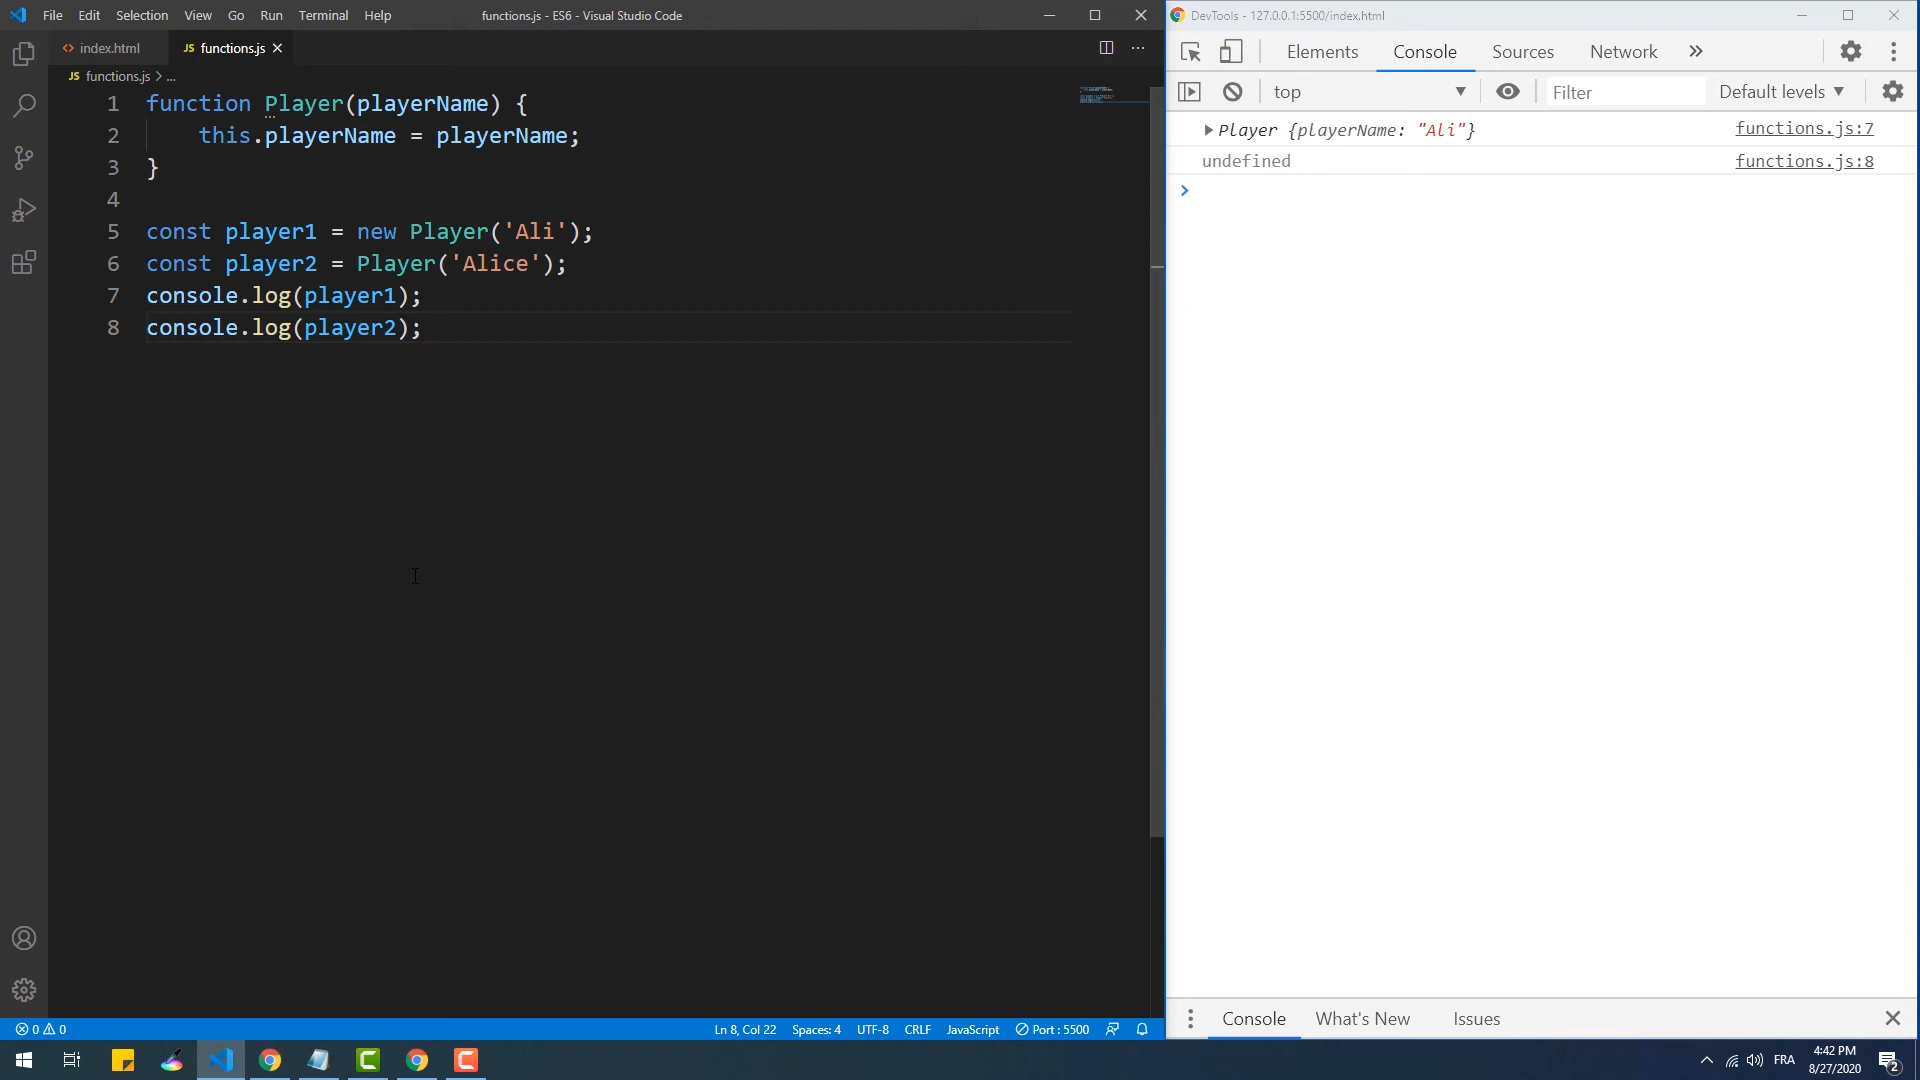 File Edit Selection View Go Run Terminal Help functions.js - ES6 - Visual Studio Code
index.html JS functions.js
JS functions.js > ...
1 function Player(playerName) {
2 this.playerName = playerName;
3 }
4
5 const player1 = new Player('Ali');
6 const player2 = Player('Alice');
7 console.log(player1);
8 console.log(player2);
0 0 Ln 8, Col 22 Spaces: 4 UTF-8 CRLF JavaScript Port : 5500
DevTools - 127.0.0.1:5500/index.html
Elements Console Sources Network »
top Filter Default levels
Player {playerName: "Ali"} functions.js:7
undefined functions.js:8
>
Console What's New Issues
FRA 4:42 PM
8/27/2020 2